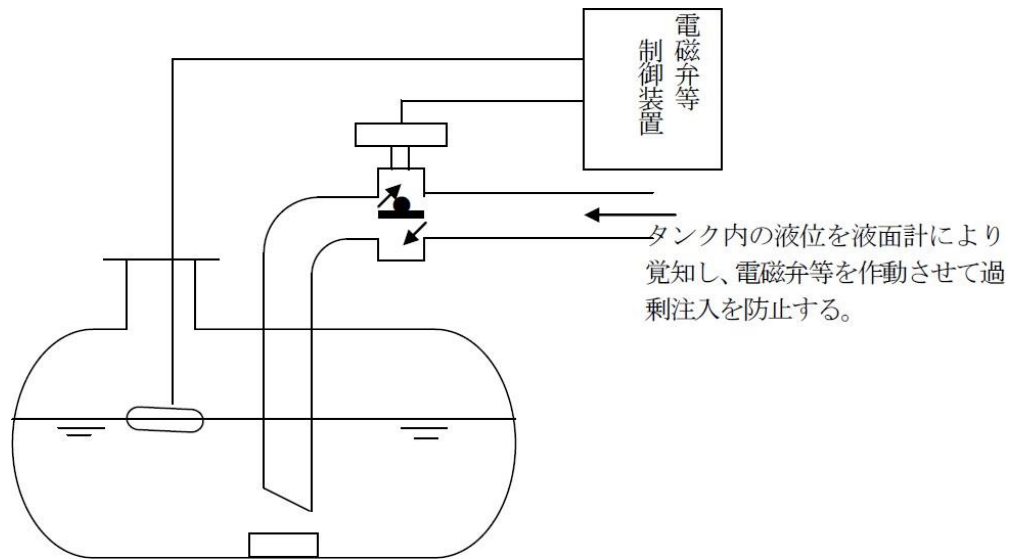 電磁弁等
制御装置
タンク内の液位を液面計により
覚知し、電磁弁等を作動させて過
剰注入を防止する。